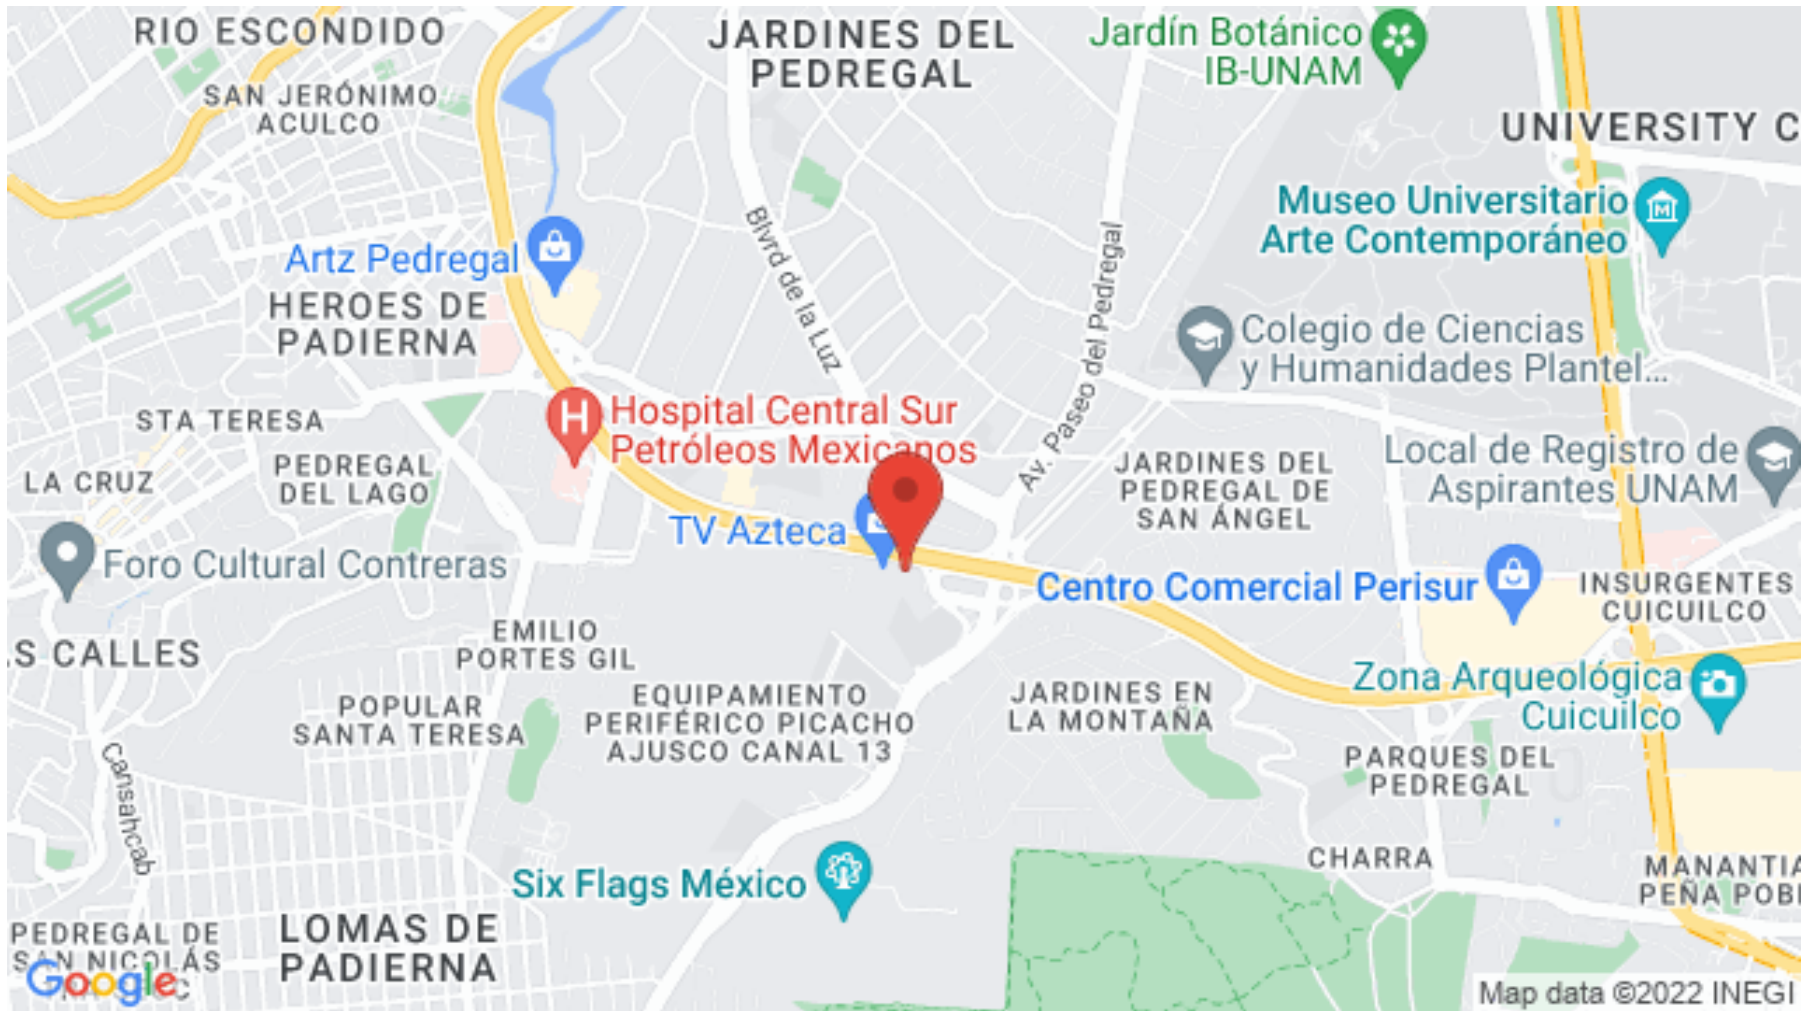 RIO ESCONDIDO
JARDINES DEL
PEDREGAL
Jardín Botánico
IB-UNAM
SAN JERÓNIMO
ACULCO
UNIVERSITY C
Museo Universitario
Arte Contemporáneo
Artz Pedregal
Blvrd de la Luz
Av. Paseo del Pedregal
HEROES DE
PADIERNA
Colegio de Ciencias
y Humanidades Plantel...
STA TERESA
Hospital Central Sur
Petróleos Mexicanos
PEDREGAL
DEL LAGO
LA CRUZ
JARDINES DEL
PEDREGAL DE
SAN ÁNGEL
Local de Registro de
Aspirantes UNAM
TV Azteca
Foro Cultural Contreras
Centro Comercial Perisur
INSURGENTES
CUICUILCO
EMILIO
PORTES GIL
S CALLES
POPULAR
SANTA TERESA
EQUIPAMIENTO
PERIFÉRICO PICACHO
AJUSCO CANAL 13
JARDINES EN
LA MONTAÑA
Zona Arqueológica
Cuicuilco
PARQUES DEL
PEDREGAL
Cansahcab
Six Flags México
CHARRA
MANANTIA
PEÑA POB
PEDREGAL DE
SAN NICOLÁS
LOMAS DE
PADIERNA
Google
Map data ©2022 INEGI